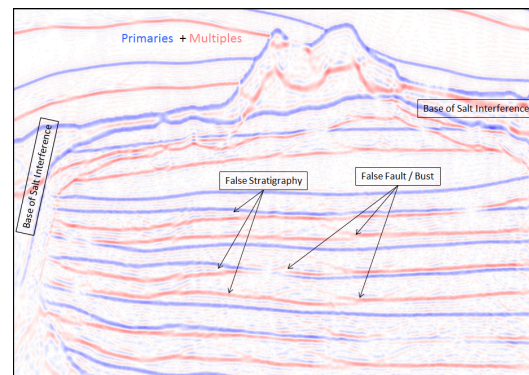 Primaries + Multiples
Base of Salt Interference
Base of Salt Interference
False Stratigraphy
False Fault / Bust